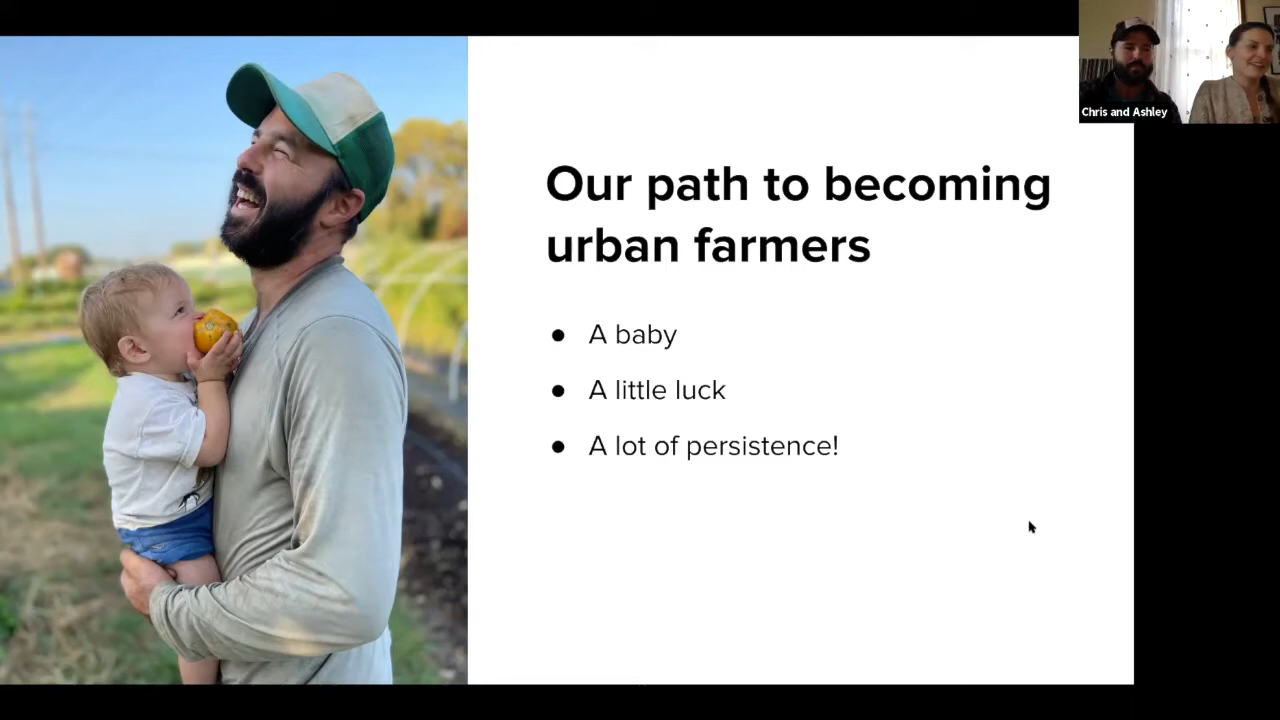 Chris and Ashley
Our path to becoming
urban farmers
● A baby
● A little luck
● A lot of persistence!